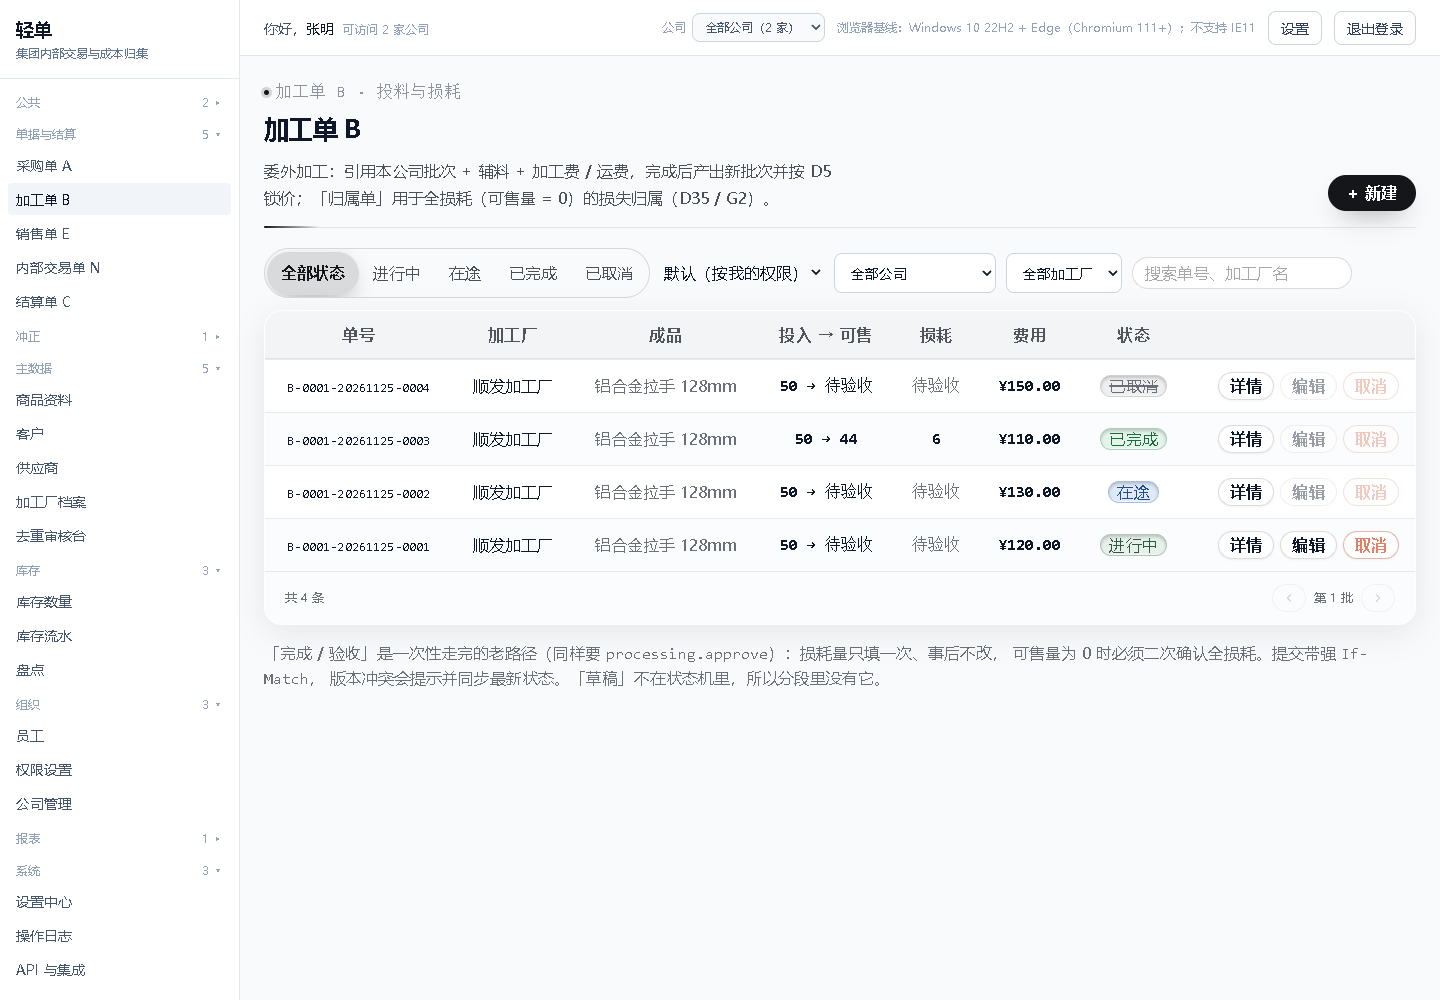 轻单
集团内部交易与成本归集
公共 2
单据与结算 5
采购单 A
加工单 B
销售单 E
内部交易单 N
结算单 C
冲正 1
主数据 5
商品资料
客户
供应商
加工厂档案
去重审核台
库存 3
库存数量
库存流水
盘点
组织 3
员工
权限设置
公司管理
报表 1
系统 3
设置中心
操作日志
API 与集成
你好，张明 可访问 2 家公司
公司 全部公司（2 家） 浏览器基线：Windows 10 22H2 + Edge（Chromium 111+）；不支持 IE11 设置 退出登录
加工单 B - 投料与损耗
加工单 B
委外加工：引用本公司批次 + 辅料 + 加工费 / 运费，完成后产出新批次并按 D5
锁价；「归属单」用于全损耗（可售量 = 0）的损失归属（D35 / G2）。
+ 新建
全部状态 进行中 在途 已完成 已取消 默认（按我的权限） 全部公司 全部加工厂 搜索单号、加工厂名
单号 加工厂 成品 投入 → 可售 损耗 费用 状态
B-0001-20261125-0004 顺发加工厂 铝合金拉手 128mm 50 → 待验收 待验收 ¥150.00 已取消 详情 编辑 取消
B-0001-20261125-0003 顺发加工厂 铝合金拉手 128mm 50 → 44 6 ¥110.00 已完成 详情 编辑 取消
B-0001-20261125-0002 顺发加工厂 铝合金拉手 128mm 50 → 待验收 待验收 ¥130.00 在途 详情 编辑 取消
B-0001-20261125-0001 顺发加工厂 铝合金拉手 128mm 50 → 待验收 待验收 ¥120.00 进行中 详情 编辑 取消
共 4 条 ‹ 第 1 批 ›
「完成 / 验收」是一次性走完的老路径（同样要 processing.approve）：损耗量只填一次、事后不改， 可售量为 0 时必须二次确认全损耗。提交带强 If-
Match， 版本冲突会提示并同步最新状态。「草稿」不在状态机里，所以分段里没有它。